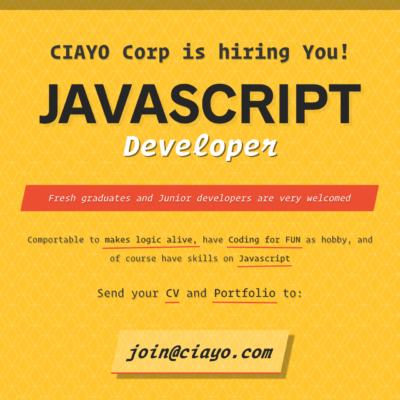 CIAYO Corp is hiring You!
JAVASCRIPT
Developer
Fresh graduates and Junior developers are very welcomed
Comportable to makes logic alive, have Coding for FUN as hobby, and
of course have skills on Javascript
Send your CV and Portfolio to:
join@ciayo.com